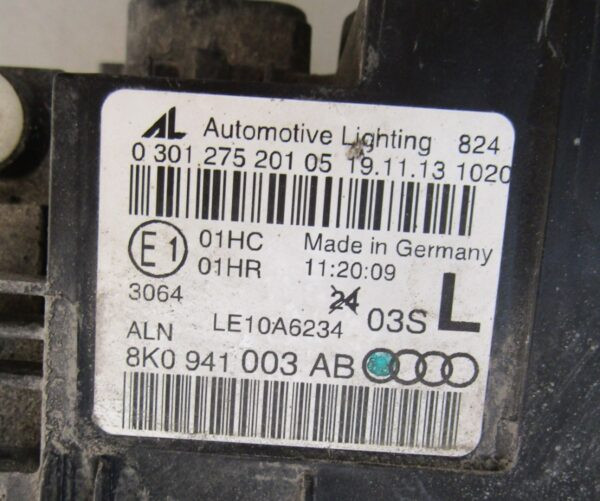 AL Automotive Lighting 824
0 301 275 201 05 19.11.13 1020
E1 01HC Made in Germany
01HR 11:20:09
3064 24 03S L
ALN LE10A6234
8K0 941 003 AB